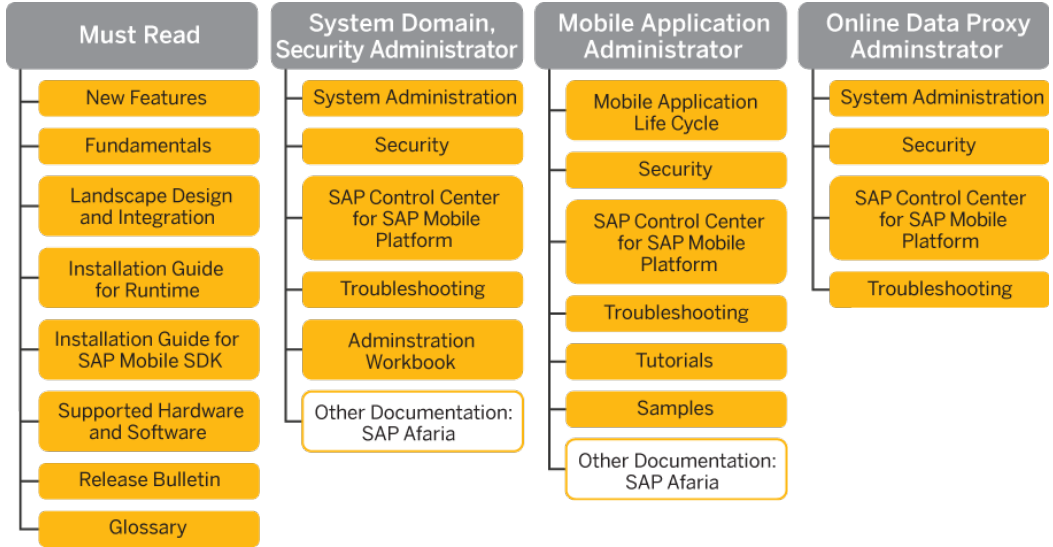 Must Read
New Features
Fundamentals
Landscape Design
and Integration
Installation Guide
for Runtime
Installation Guide for
SAP Mobile SDK
Supported Hardware
and Software
Release Bulletin
Glossary
System Domain,
Security Administrator
System Administration
Security
SAP Control Center
for SAP Mobile
Platform
Troubleshooting
Adminstration
Workbook
Other Documentation:
SAP Afaria
Mobile Application
Administrator
Mobile Application
Life Cycle
Security
SAP Control Center
for SAP Mobile
Platform
Troubleshooting
Tutorials
Samples
Other Documentation:
SAP Afaria
Online Data Proxy
Adminstrator
System Administration
Security
SAP Control Center
for SAP Mobile
Platform
Troubleshooting